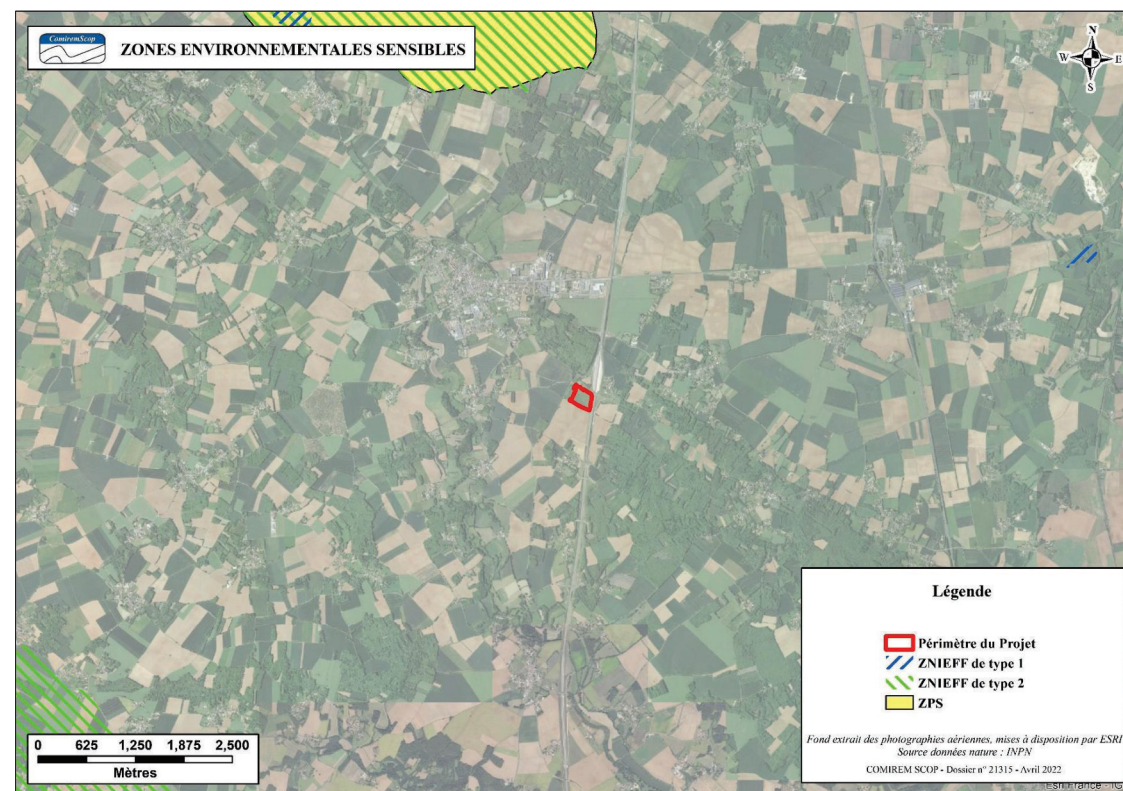 ComiremScop
ZONES ENVIRONNEMENTALES SENSIBLES
N
W E
S
Légende
Périmètre du Projet
ZNIEFF de type 1
ZNIEFF de type 2
ZPS
0 625 1,250 1,875 2,500
Mètres
Fond extrait des photographies aériennes, mises à disposition par ESRI
Source données nature : INPN
COMIREM SCOP - Dossier n° 21315 - Avril 2022
Esri France - IG